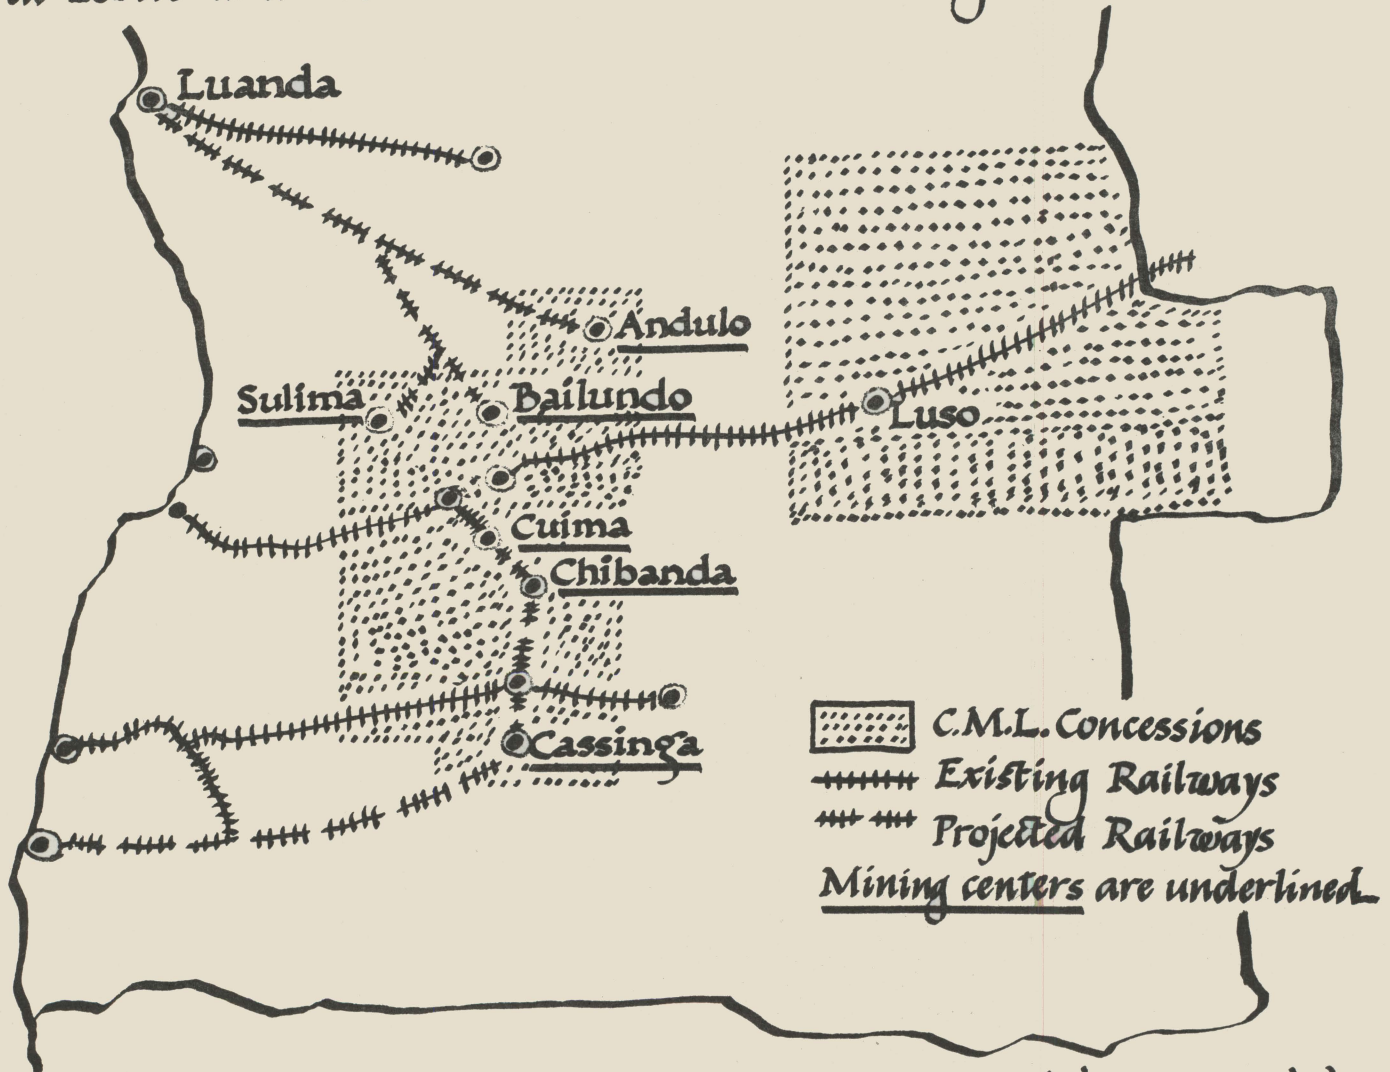 Luanda
Andulo
Sulima
Bailundo
Luso
Cuima
Chibanda
Cassinga
C.M.L. Concessions
Existing Railways
Projected Railways
Mining centers are underlined